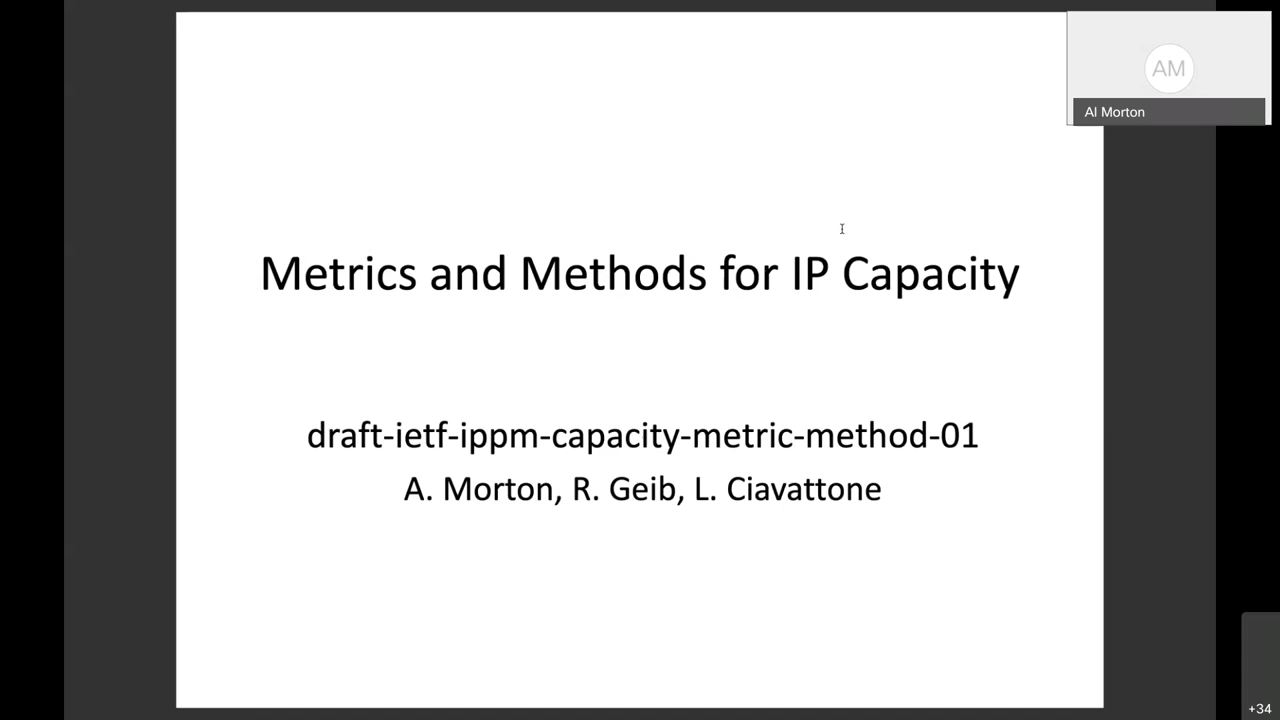 AM
Al Morton
Metrics and Methods for IP Capacity
draft-ietf-ippm-capacity-metric-method-01
A. Morton, R. Geib, L. Ciavattone
+34